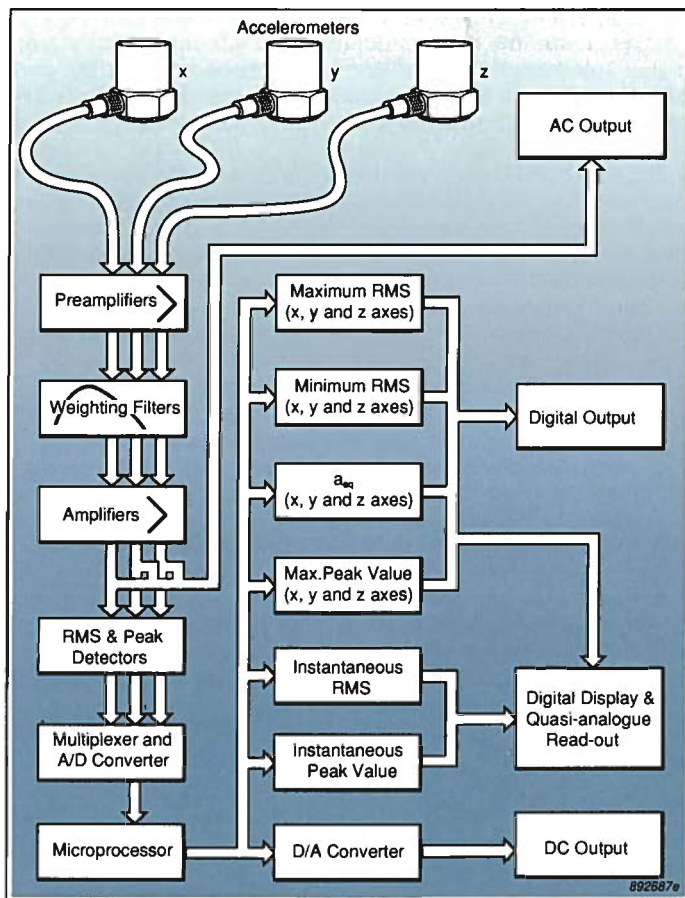 Accelerometers
x
y
z
AC Output
Preamplifiers
Weighting Filters
Amplifiers
RMS & Peak
Detectors
Multiplexer and
A/D Converter
Microprocessor
Maximum RMS
(x, y and z axes)
Minimum RMS
(x, y and z axes)
aeq
(x, y and z axes)
Max.Peak Value
(x, y and z axes)
Instantaneous
RMS
Instantaneous
Peak Value
D/A Converter
Digital Output
Digital Display &
Quasi-analogue
Read-out
DC Output
892687e